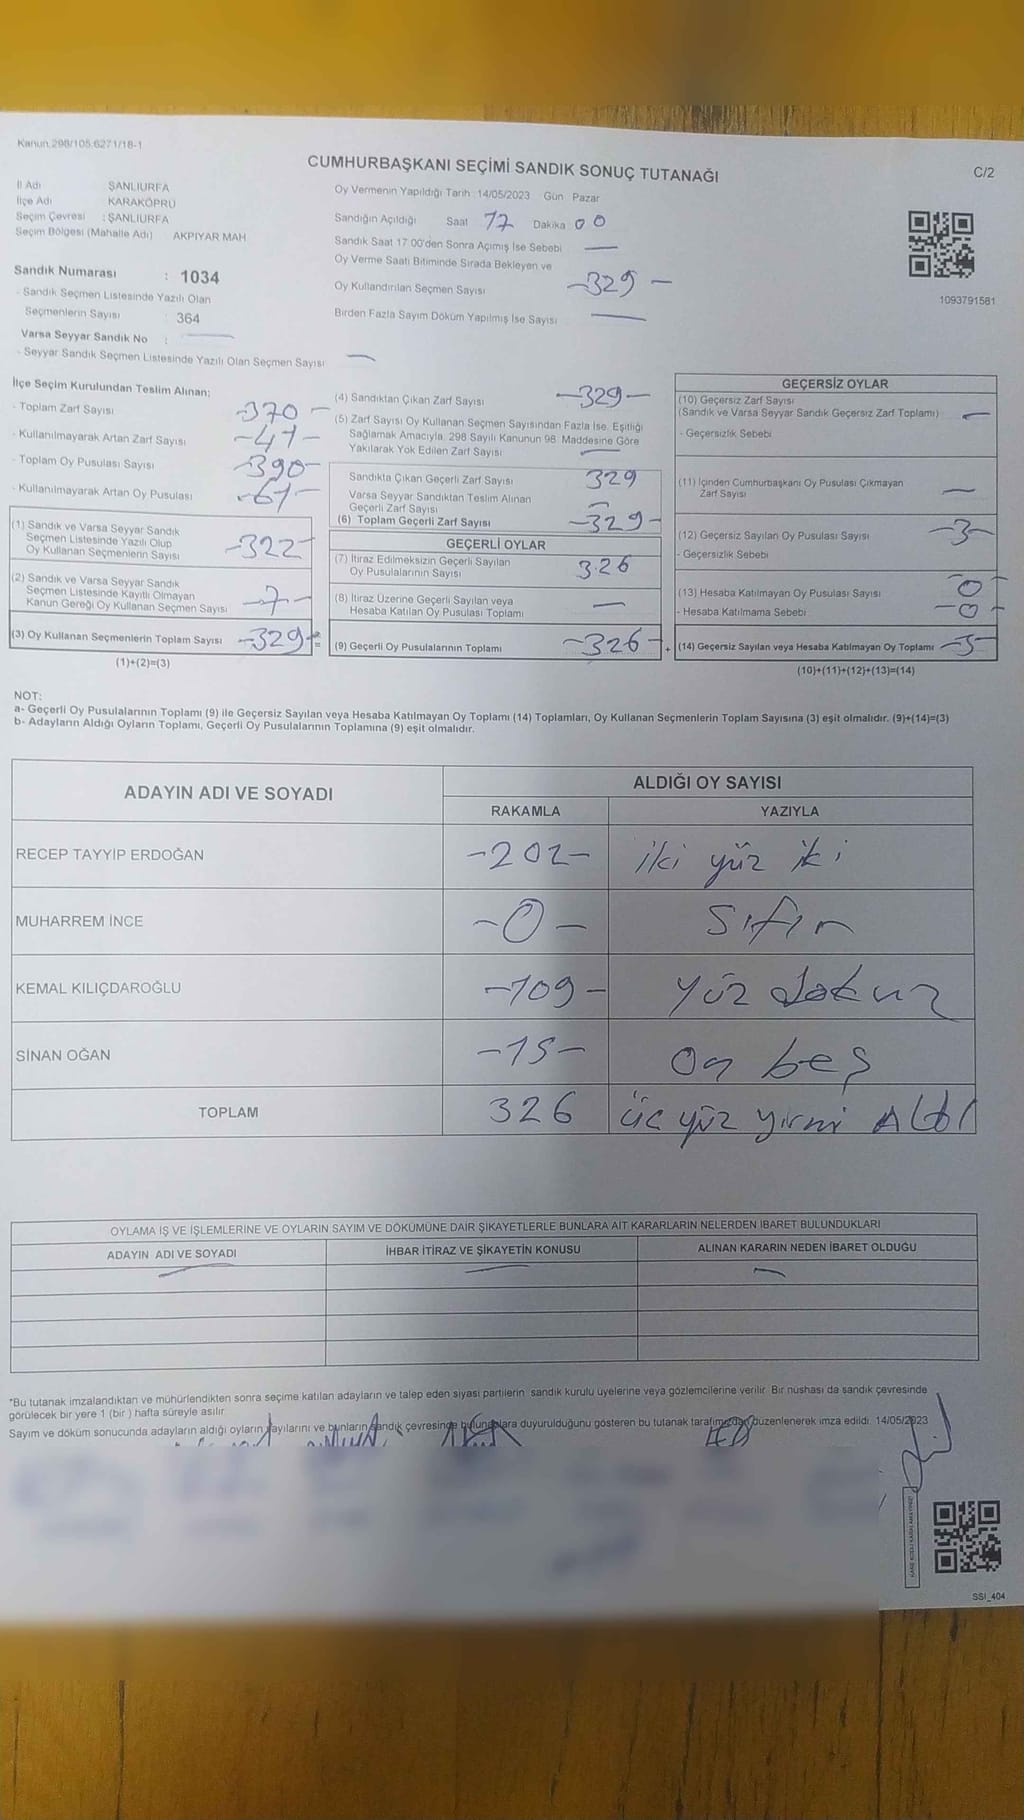 Kanun.298/105.6271/18-1
CUMHURBAŞKANI SEÇİMİ SANDIK SONUÇ TUTANAĞI
C/2
İl Adı ŞANLIURFA
İlçe Adı KARAKÖPRÜ
Seçim Çevresi : ŞANLIURFA
Seçim Bölgesi (Mahalle Adı) AKPIYAR MAH
Oy Vermenin Yapıldığı Tarih :14/05/2023 Gün Pazar
Sandığın Açıldığı Saat 17 Dakika 00
Sandık Saat 17:00'den Sonra Açımış İse Sebebi —
Oy Verme Saati Bitiminde Sırada Bekleyen ve
Oy Kullandırılan Seçmen Sayısı -329-
Birden Fazla Sayım Döküm Yapılmış İse Sayısı —
1093791581
Sandık Numarası : 1034
- Sandık Seçmen Listesinde Yazılı Olan
Seçmenlerin Sayısı : 364
Varsa Seyyar Sandık No : —
- Seyyar Sandık Seçmen Listesinde Yazılı Olan Seçmen Sayısı —
İlçe Seçim Kurulundan Teslim Alınan:
- Toplam Zarf Sayısı -370-
- Kullanılmayarak Artan Zarf Sayısı -41-
- Toplam Oy Pusulası Sayısı -390-
- Kullanılmayarak Artan Oy Pusulası -61-
(1) Sandık ve Varsa Seyyar Sandık
Seçmen Listesinde Yazılı Olup
Oy Kullanan Seçmenlerin Sayısı -322-
(2) Sandık ve Varsa Seyyar Sandık
Seçmen Listesinde Kayıtlı Olmayan
Kanun Gereği Oy Kullanan Seçmen Sayısı -7-
(3) Oy Kullanan Seçmenlerin Toplam Sayısı -329- =
(1)+(2)=(3)
(4) Sandıktan Çıkan Zarf Sayısı -329-
(5) Zarf Sayısı Oy Kullanan Seçmen Sayısından Fazla İse, Eşitliği
Sağlamak Amacıyla, 298 Sayılı Kanunun 98. Maddesine Göre
Yakılarak Yok Edilen Zarf Sayısı —
Sandıkta Çıkan Geçerli Zarf Sayısı 329
Varsa Seyyar Sandıktan Teslim Alınan
Geçerli Zarf Sayısı —
(6) Toplam Geçerli Zarf Sayısı -329-
GEÇERLİ OYLAR
(7) İtiraz Edilmeksizin Geçerli Sayılan
Oy Pusulalarının Sayısı 326
(8) İtiraz Üzerine Geçerli Sayılan veya
Hesaba Katılan Oy Pusulası Toplamı —
(9) Geçerli Oy Pusulalarının Toplamı -326- +
GEÇERSİZ OYLAR
(10) Geçersiz Zarf Sayısı
(Sandık ve Varsa Seyyar Sandık Geçersiz Zarf Toplamı) —
- Geçersizlik Sebebi
(11) İçinden Cumhurbaşkanı Oy Pusulası Çıkmayan
Zarf Sayısı —
(12) Geçersiz Sayılan Oy Pusulası Sayısı -3-
- Geçersizlik Sebebi
(13) Hesaba Katılmayan Oy Pusulası Sayısı -0-
- Hesaba Katılmama Sebebi -0-
(14) Geçersiz Sayılan veya Hesaba Katılmayan Oy Toplamı -3-
(10)+(11)+(12)+(13)=(14)
NOT:
a- Geçerli Oy Pusulalarının Toplamı (9) ile Geçersiz Sayılan veya Hesaba Katılmayan Oy Toplamı (14) Toplamları, Oy Kullanan Seçmenlerin Toplam Sayısına (3) eşit olmalıdır. (9)+(14)=(3)
b- Adayların Aldığı Oyların Toplamı, Geçerli Oy Pusulalarının Toplamına (9) eşit olmalıdır.
ADAYIN ADI VE SOYADI
ALDIĞI OY SAYISI
RAKAMLA YAZIYLA
RECEP TAYYİP ERDOĞAN -202- iki yüz iki
MUHARREM İNCE -0- Sıfır
KEMAL KILIÇDAROĞLU -109- yüz dokuz
SİNAN OĞAN -15- on beş
TOPLAM 326 üç yüz yirmi Altı
OYLAMA İŞ VE İŞLEMLERİNE VE OYLARIN SAYIM VE DÖKÜMÜNE DAİR ŞİKAYETLERLE BUNLARA AİT KARARLARIN NELERDEN İBARET BULUNDUKLARI
ADAYIN ADI VE SOYADI İHBAR İTİRAZ VE ŞİKAYETİN KONUSU ALINAN KARARIN NEDEN İBARET OLDUĞU
— — —
*Bu tutanak imzalandıktan ve mühürlendikten sonra seçime katılan adayların ve talep eden siyasi partilerin sandık kurulu üyelerine veya gözlemcilerine verilir. Bir nüshası da sandık çevresinde
görülecek bir yere 1 (bir ) hafta süreyle asılır.
Sayım ve döküm sonucunda adayların aldığı oyların sayılarını ve bunların sandık çevresinde bulunanlara duyurulduğunu gösteren bu tutanak tarafımızdan düzenlenerek imza edildi. 14/05/2023
SSI_404